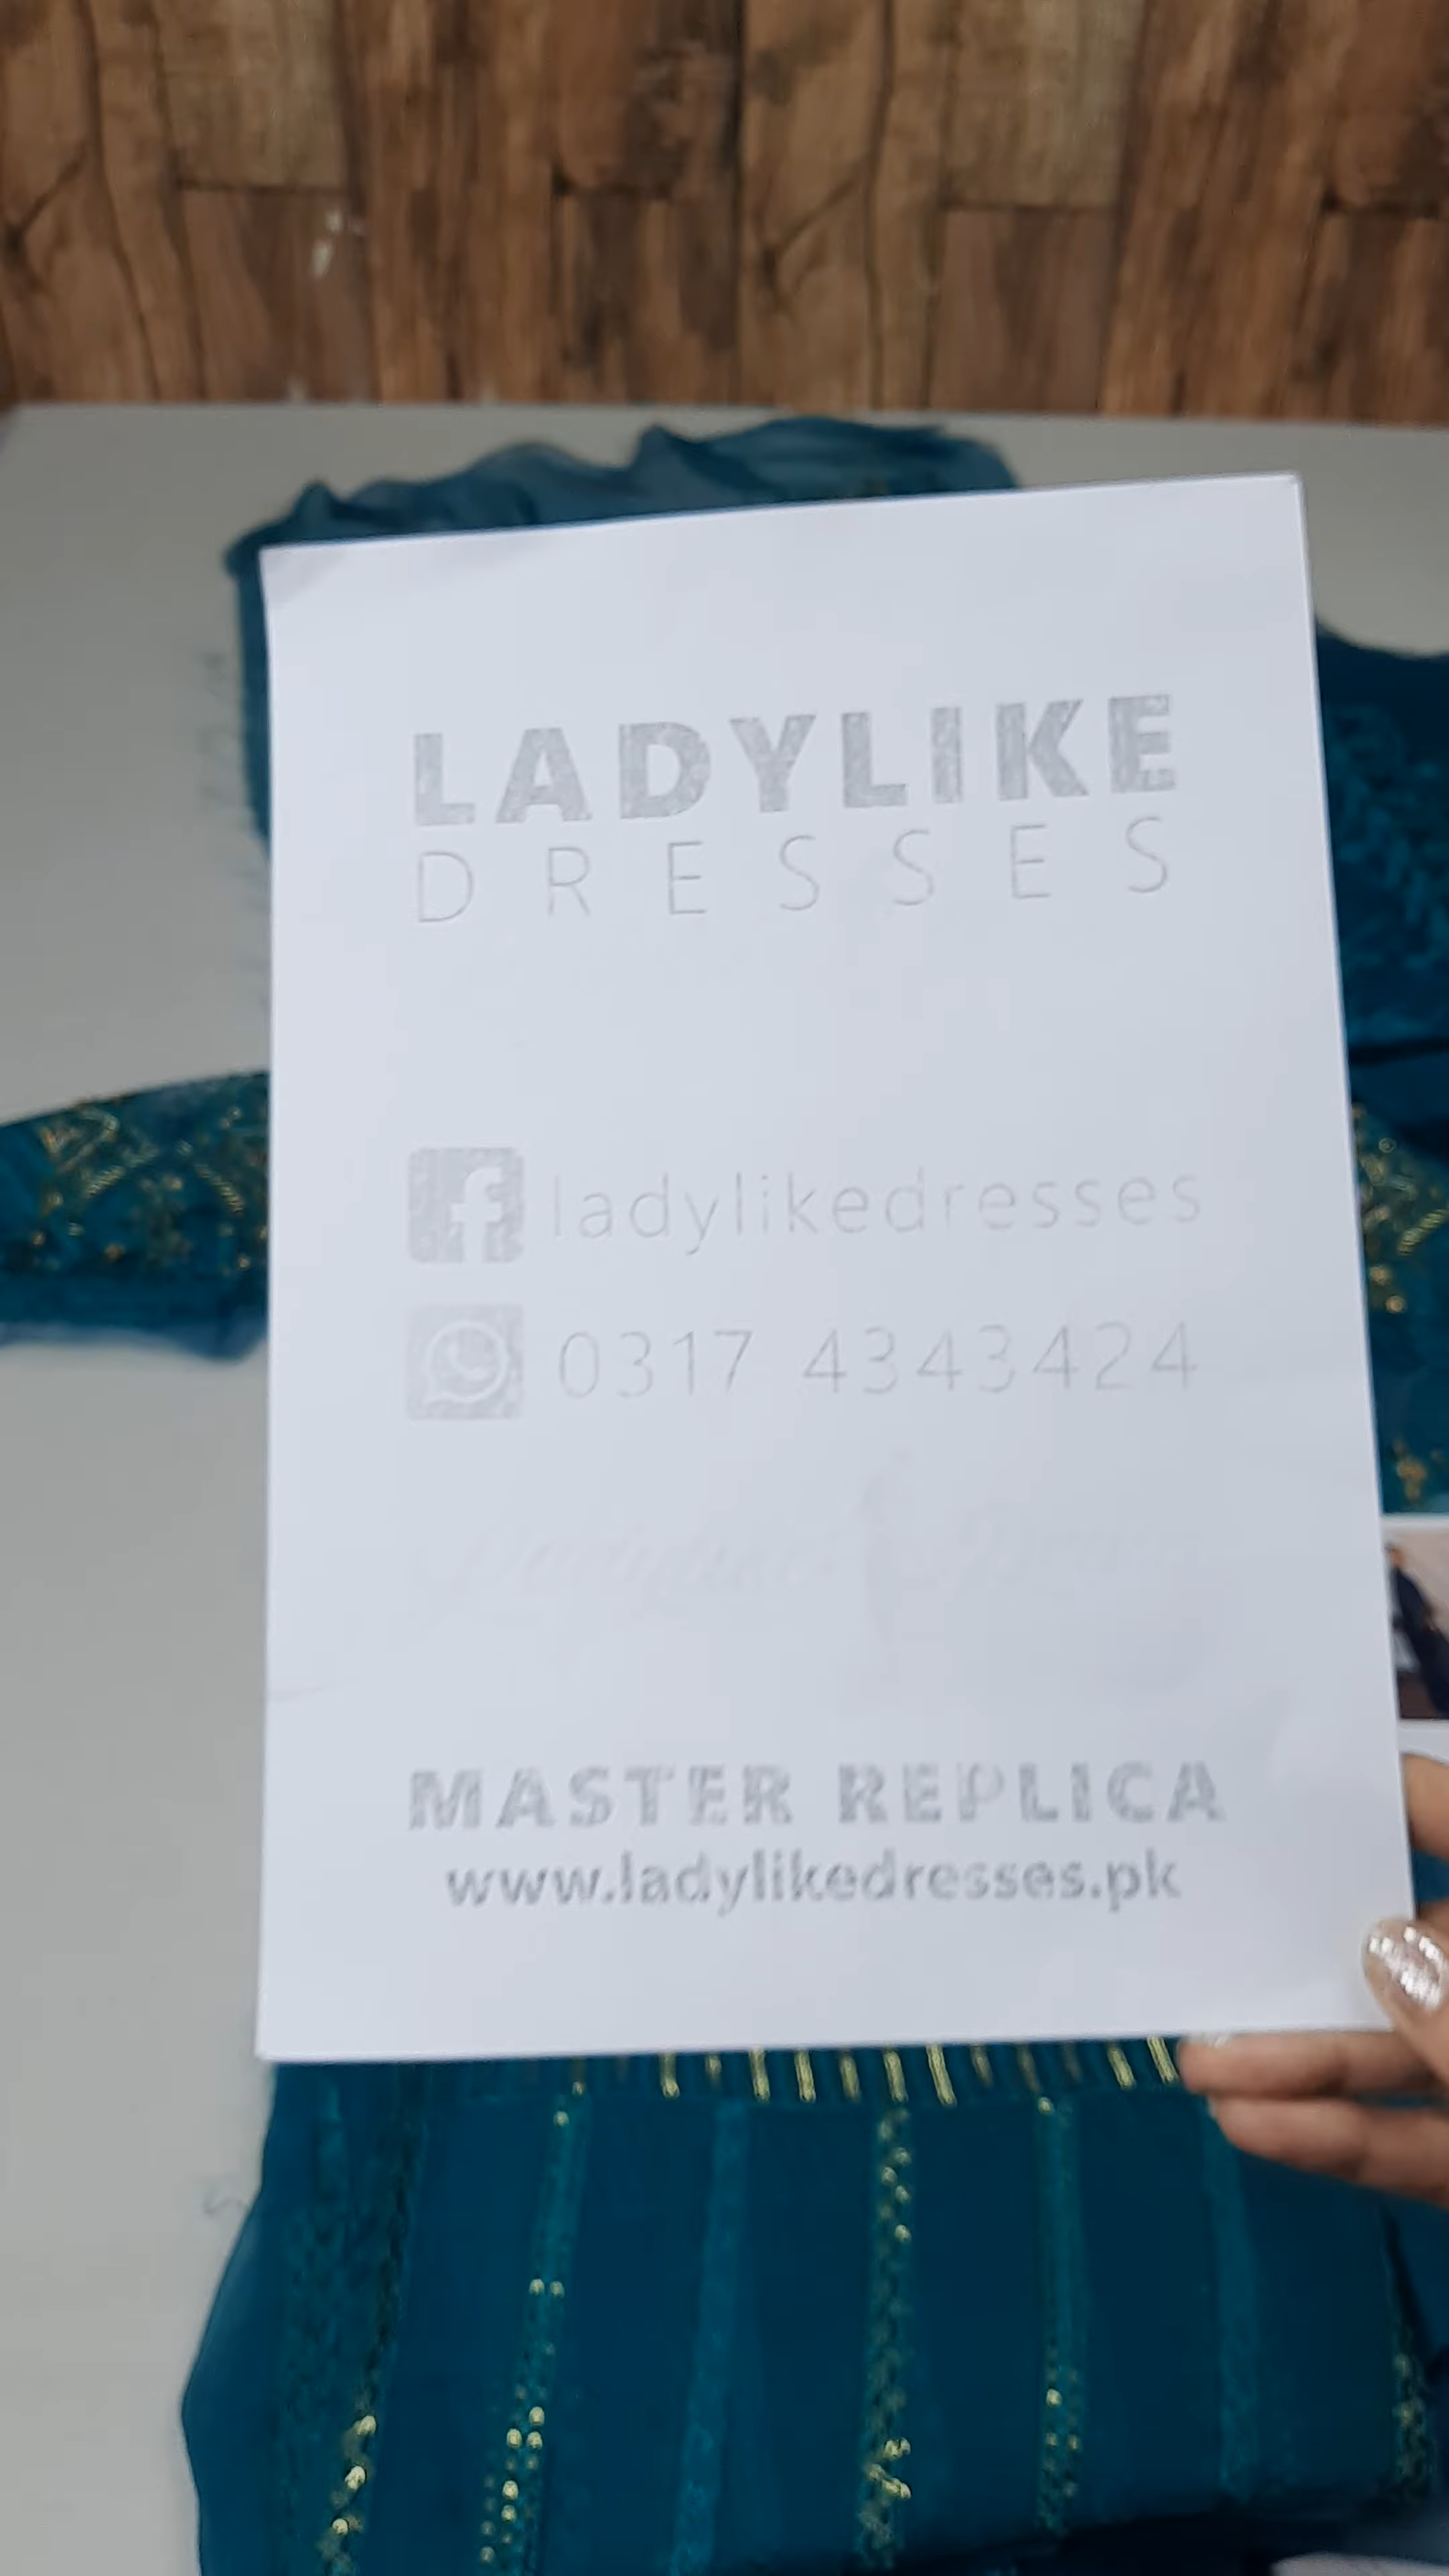 LADYLIKE
DRESSES
ladylikedresses
0317 4343424
MASTER REPLICA
www.ladylikedresses.pk